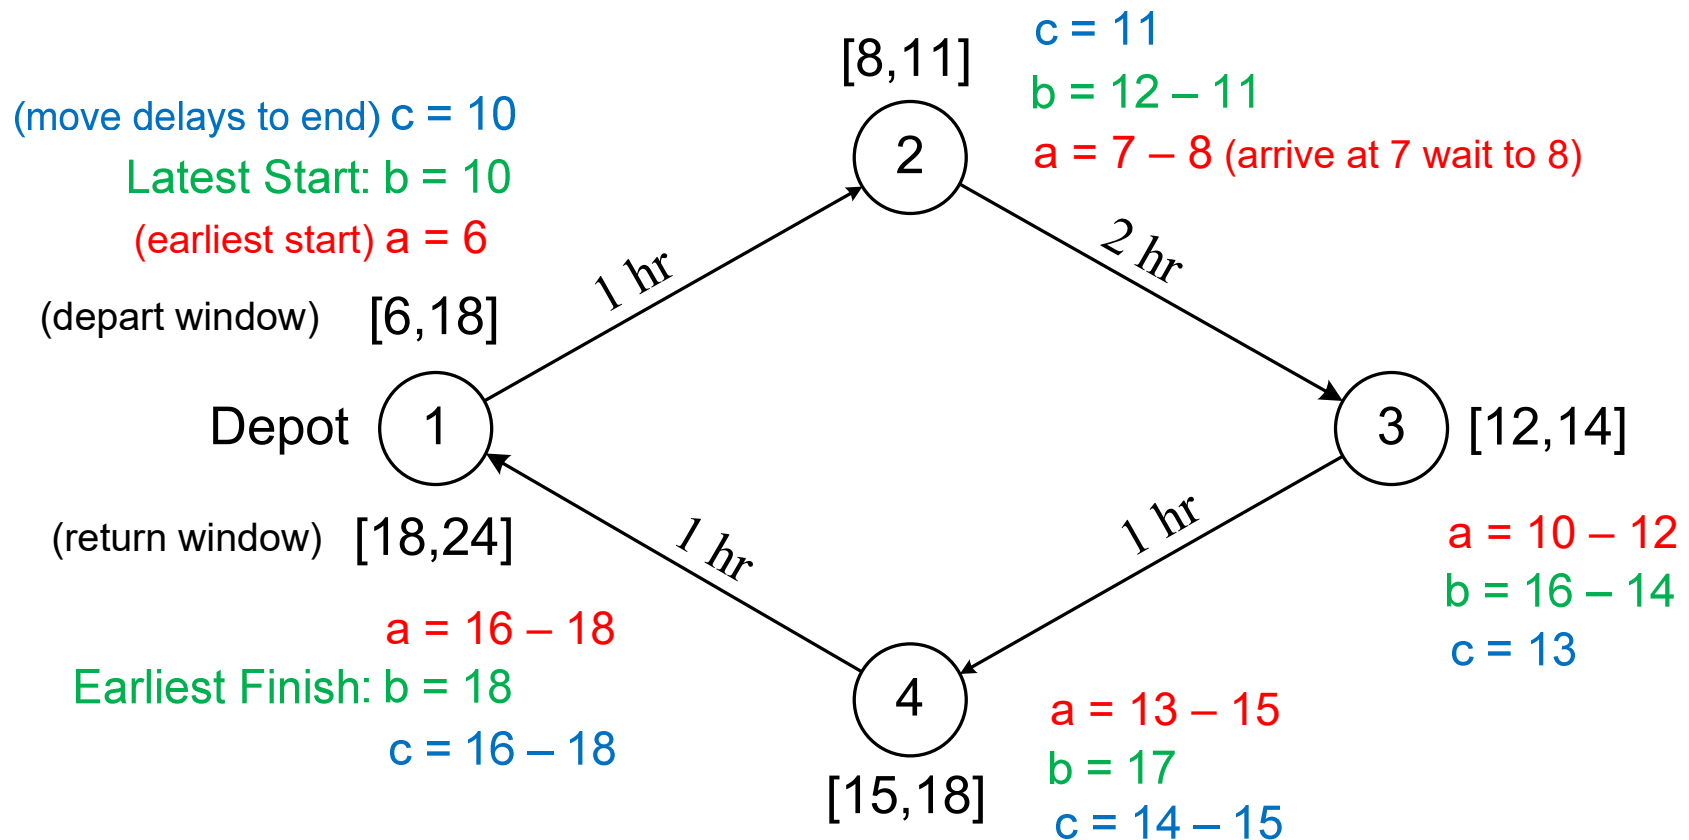 c = 11
[8,11]
b = 12 – 11
(move delays to end) c = 10
2
a = 7 – 8 (arrive at 7 wait to 8)
Latest Start: b = 10
(earliest start) a = 6
1 hr
2 hr
(depart window) [6,18]
Depot
1
3
[12,14]
(return window) [18,24]
1 hr
1 hr
a = 10 – 12
b = 16 – 14
c = 13
a = 16 – 18
Earliest Finish: b = 18
c = 16 – 18
4
a = 13 – 15
b = 17
[15,18]
c = 14 – 15